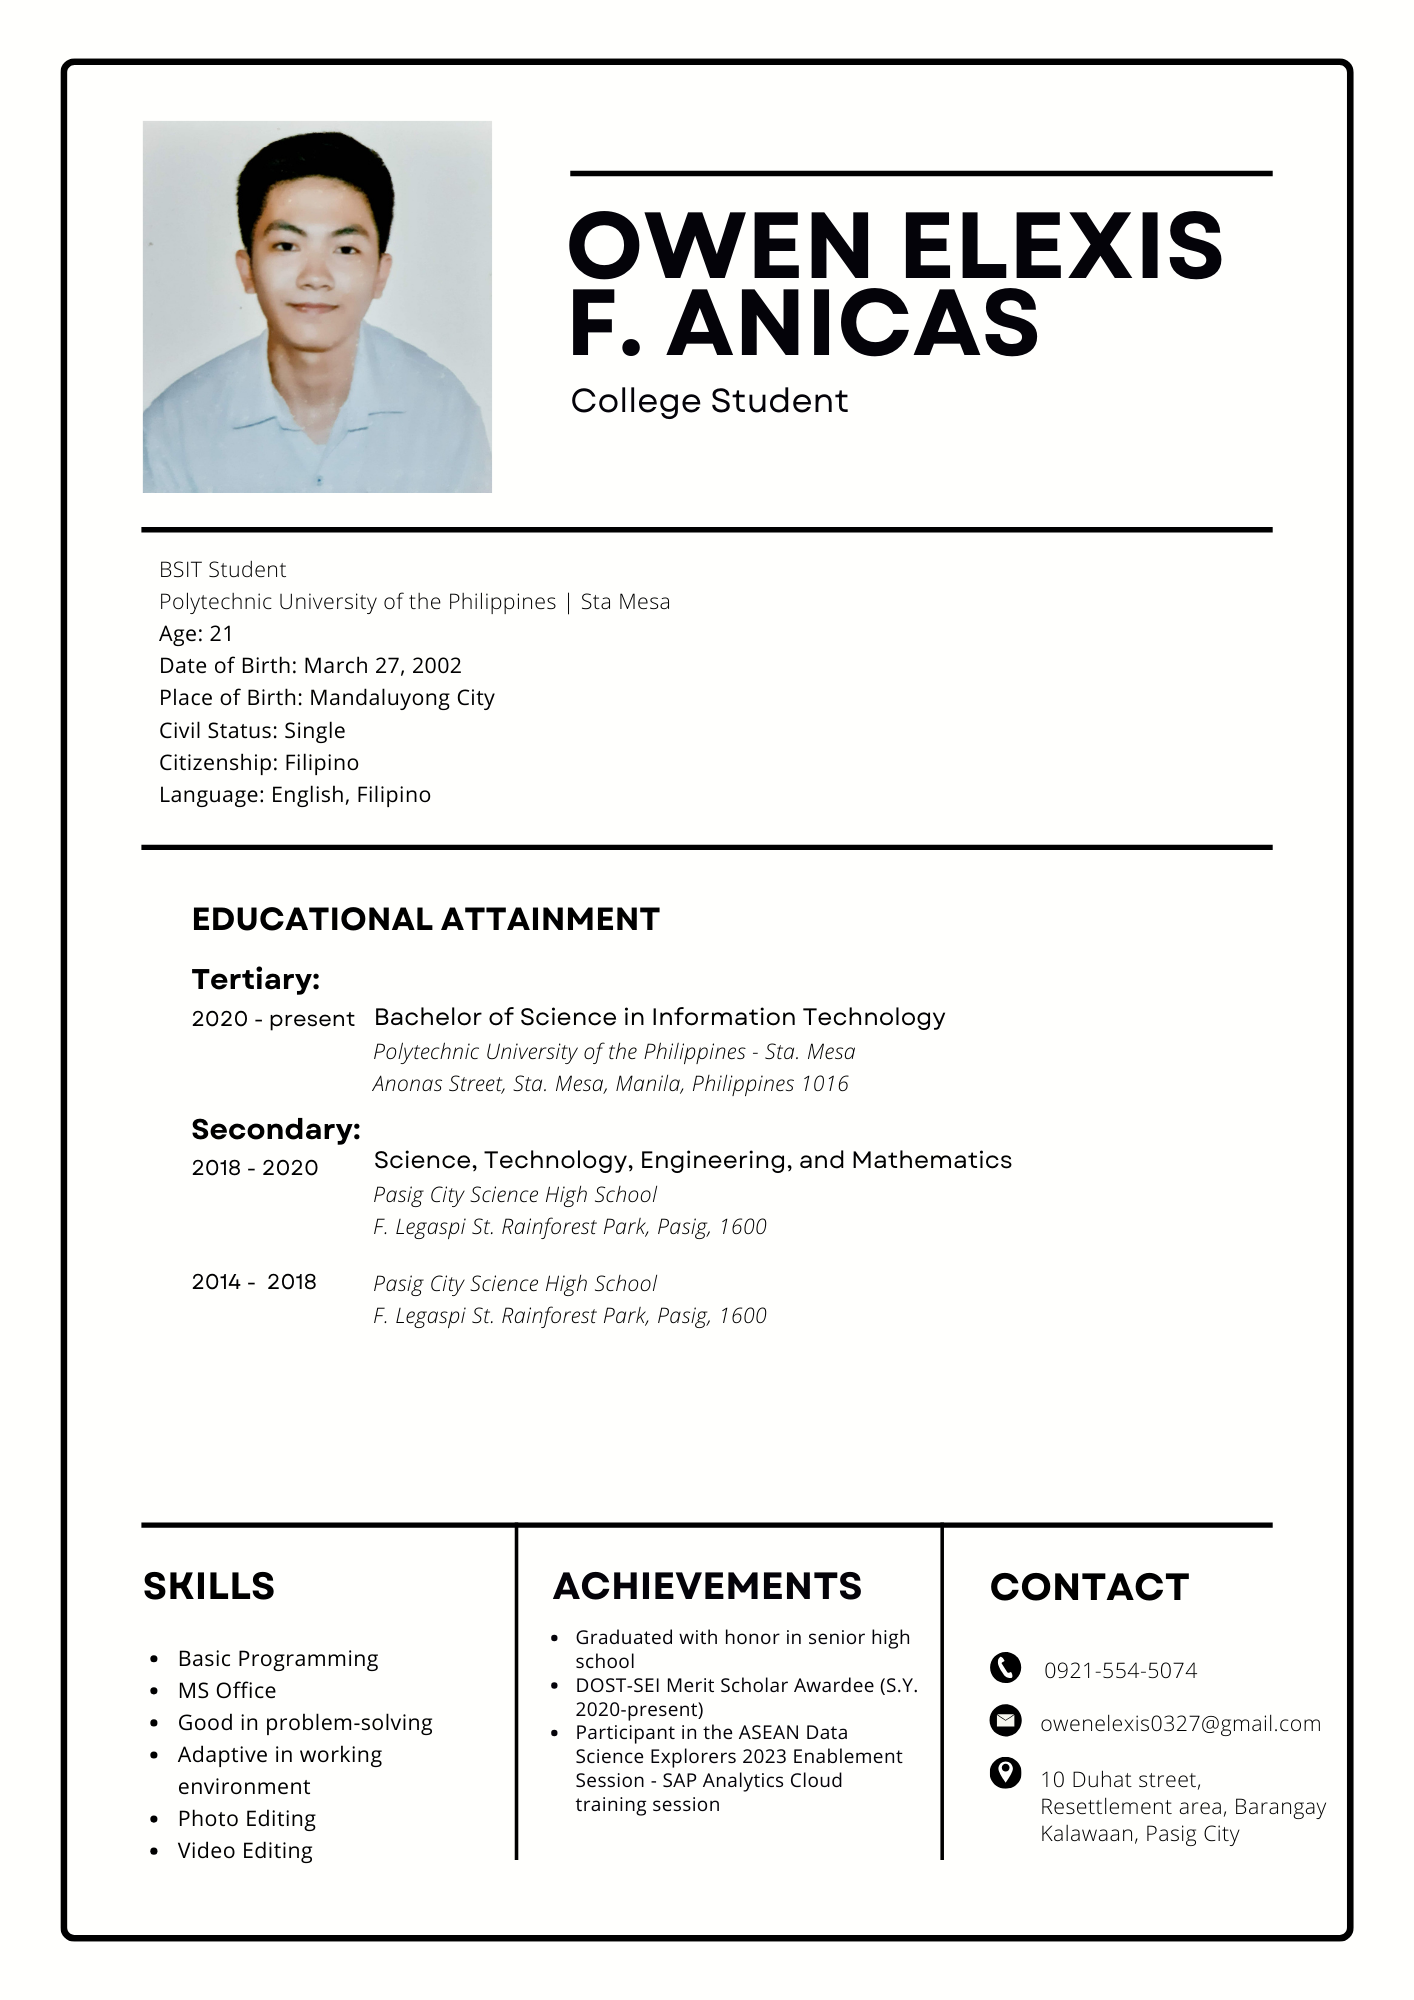 OWEN ELEXIS
F. ANICAS
College Student
BSIT Student
Polytechnic University of the Philippines | Sta Mesa
Age: 21
Date of Birth: March 27, 2002
Place of Birth: Mandaluyong City
Civil Status: Single
Citizenship: Filipino
Language: English, Filipino
EDUCATIONAL ATTAINMENT
Tertiary:
2020 - present Bachelor of Science in Information Technology
Polytechnic University of the Philippines - Sta. Mesa
Anonas Street, Sta. Mesa, Manila, Philippines 1016
Secondary:
2018 - 2020 Science, Technology, Engineering, and Mathematics
Pasig City Science High School
F. Legaspi St. Rainforest Park, Pasig, 1600
2014 - 2018 Pasig City Science High School
F. Legaspi St. Rainforest Park, Pasig, 1600
SKILLS
• Basic Programming
• MS Office
• Good in problem-solving
• Adaptive in working
environment
• Photo Editing
• Video Editing
ACHIEVEMENTS
• Graduated with honor in senior high
school
• DOST-SEI Merit Scholar Awardee (S.Y.
2020-present)
• Participant in the ASEAN Data
Science Explorers 2023 Enablement
Session - SAP Analytics Cloud
training session
CONTACT
0921-554-5074
owenelexis0327@gmail.com
10 Duhat street,
Resettlement area, Barangay
Kalawaan, Pasig City